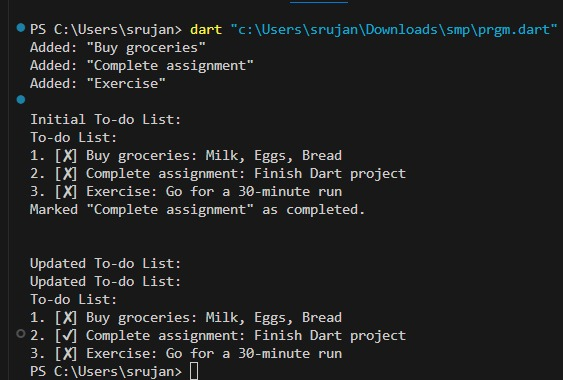 PS C:\Users\srujan> dart "c:\Users\srujan\Downloads\smp\prgm.dart"
Added: "Buy groceries"
Added: "Complete assignment"
Added: "Exercise"
Initial To-do List:
To-do List:
1. [✗] Buy groceries: Milk, Eggs, Bread
2. [✗] Complete assignment: Finish Dart project
3. [✗] Exercise: Go for a 30-minute run
Marked "Complete assignment" as completed.
Updated To-do List:
Updated To-do List:
To-do List:
1. [✗] Buy groceries: Milk, Eggs, Bread
2. [✓] Complete assignment: Finish Dart project
3. [✗] Exercise: Go for a 30-minute run
PS C:\Users\srujan>